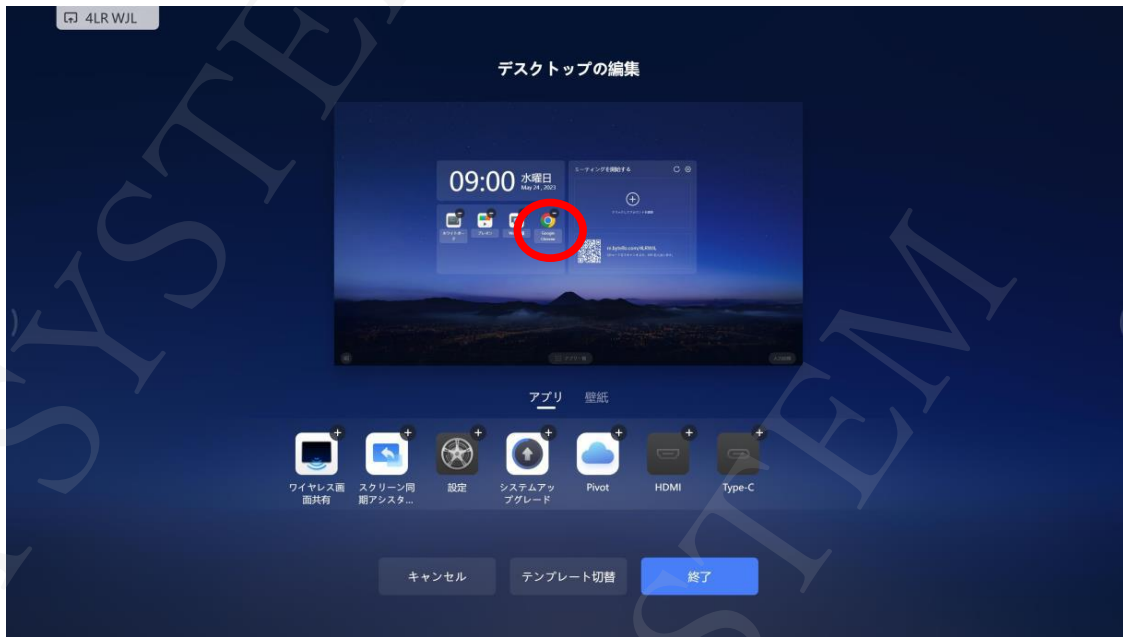 4LR WJL
デスクトップの編集
09:00 水曜日
May 24, 2023
ミーティングを開始する
Google
Chrome
アプリ 壁紙
ワイヤレス画
面共有
スクリーン同
期アシスタ...
設定
システムアッ
プグレード
Pivot
HDMI
Type-C
キャンセル
テンプレート切替
終了
SYSTEM
SYSTEM